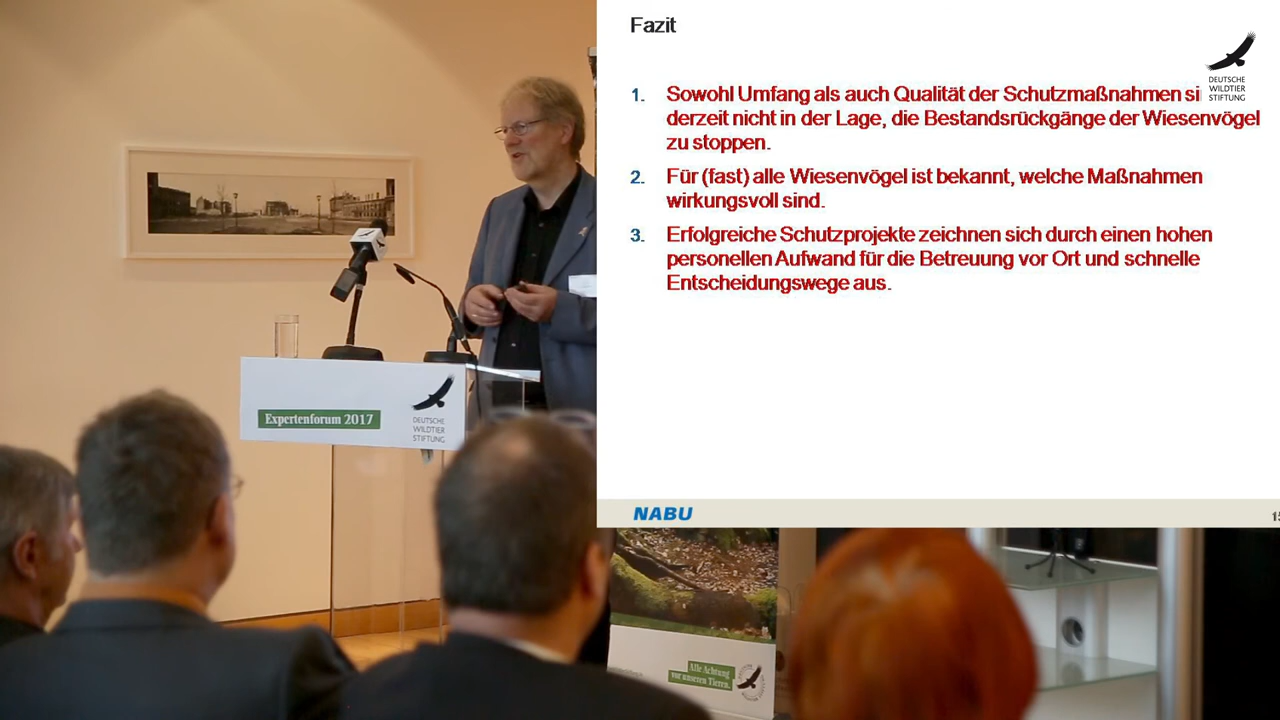 Fazit
DEUTSCHE
WILDTIER
STIFTUNG
1. Sowohl Umfang als auch Qualität der Schutzmaßnahmen si
derzeit nicht in der Lage, die Bestandsrückgänge der Wiesenvögel
zu stoppen.
2. Für (fast) alle Wiesenvögel ist bekannt, welche Maßnahmen
wirkungsvoll sind.
3. Erfolgreiche Schutzprojekte zeichnen sich durch einen hohen
personellen Aufwand für die Betreuung vor Ort und schnelle
Entscheidungswege aus.
NABU
Expertenforum 2017
DEUTSCHE
WILDTIER
STIFTUNG
Alle Achtung
vor unseren Tieren.